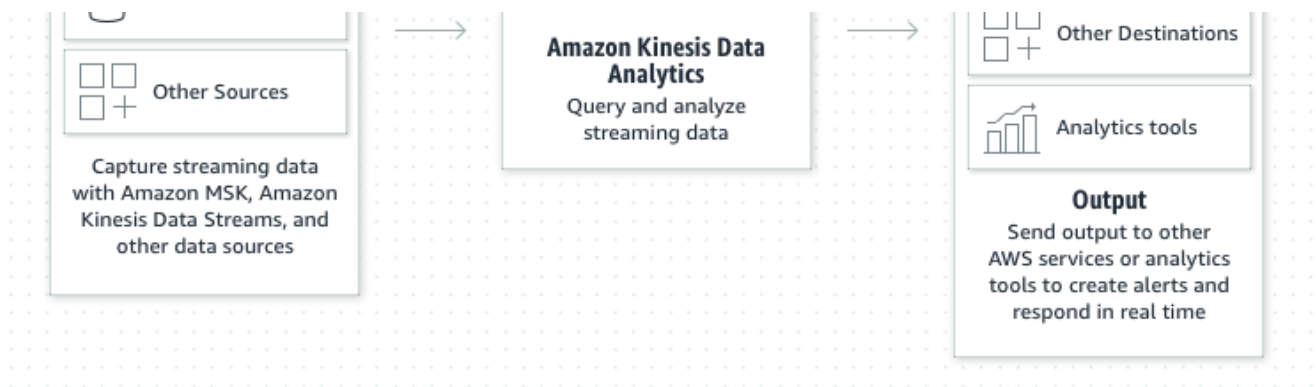 Other Sources
Capture streaming data
with Amazon MSK, Amazon
Kinesis Data Streams, and
other data sources
Amazon Kinesis Data
Analytics
Query and analyze
streaming data
Other Destinations
Analytics tools
Output
Send output to other
AWS services or analytics
tools to create alerts and
respond in real time